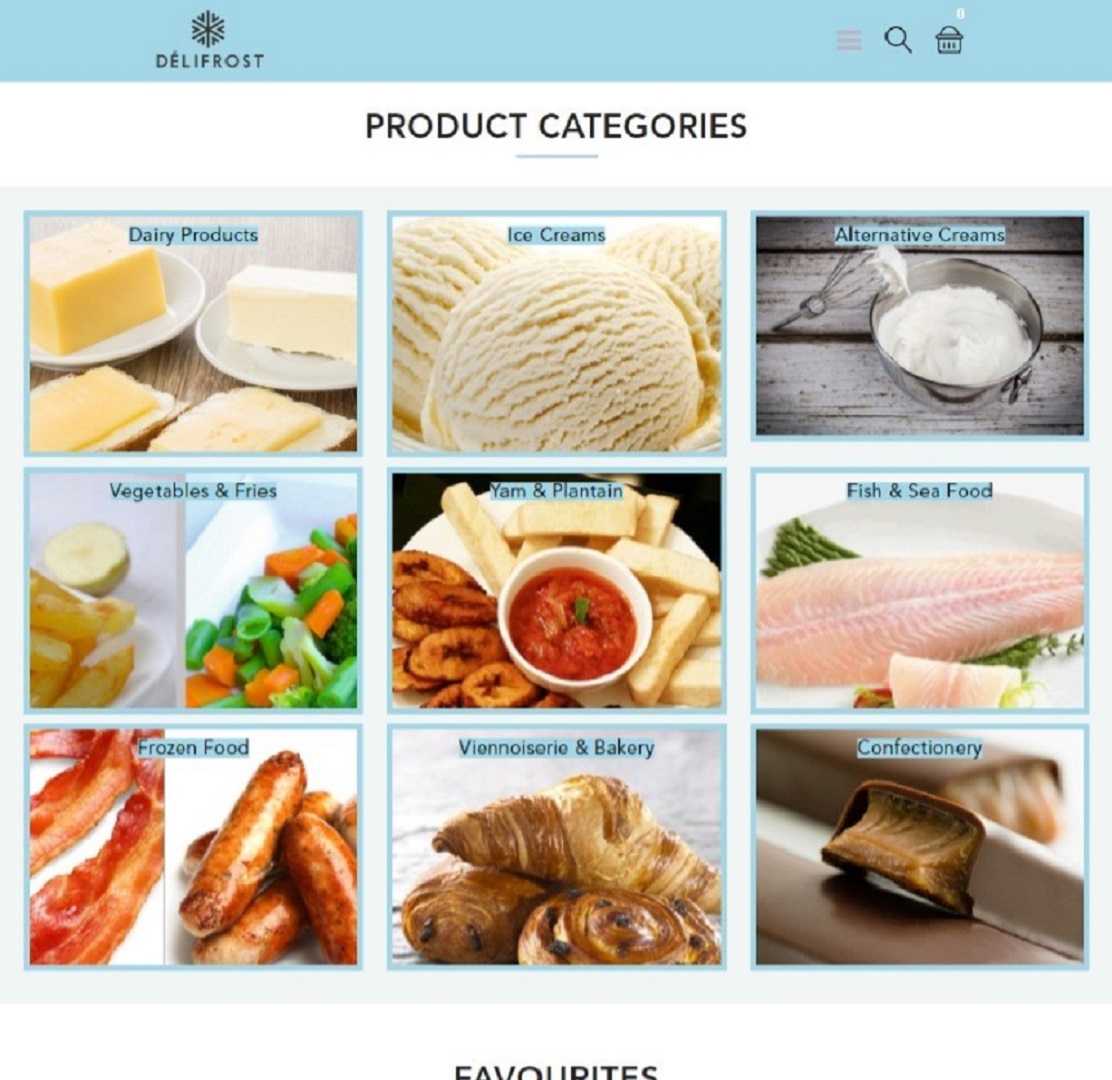 0
DÉLIFROST
PRODUCT CATEGORIES
Dairy Products
Ice Creams
Alternative Creams
Vegetables & Fries
Yam & Plantain
Fish & Sea Food
Frozen Food
Viennoiserie & Bakery
Confectionery
FAVOURITES